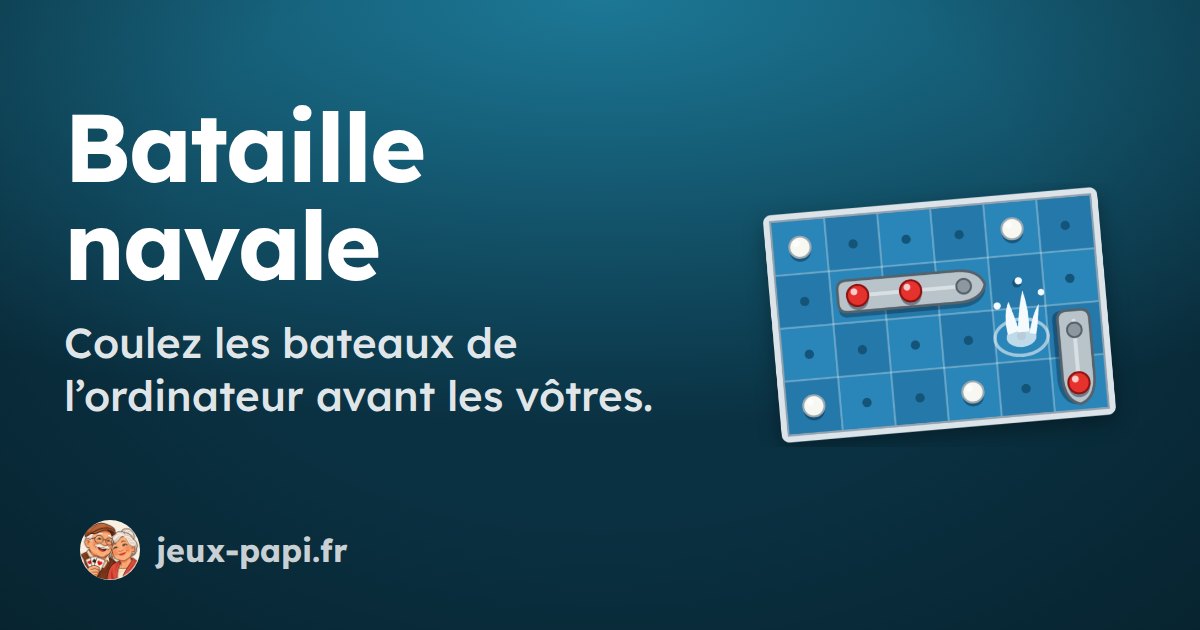 Bataille
navale
Coulez les bateaux de
l’ordinateur avant les vôtres.
jeux-papi.fr